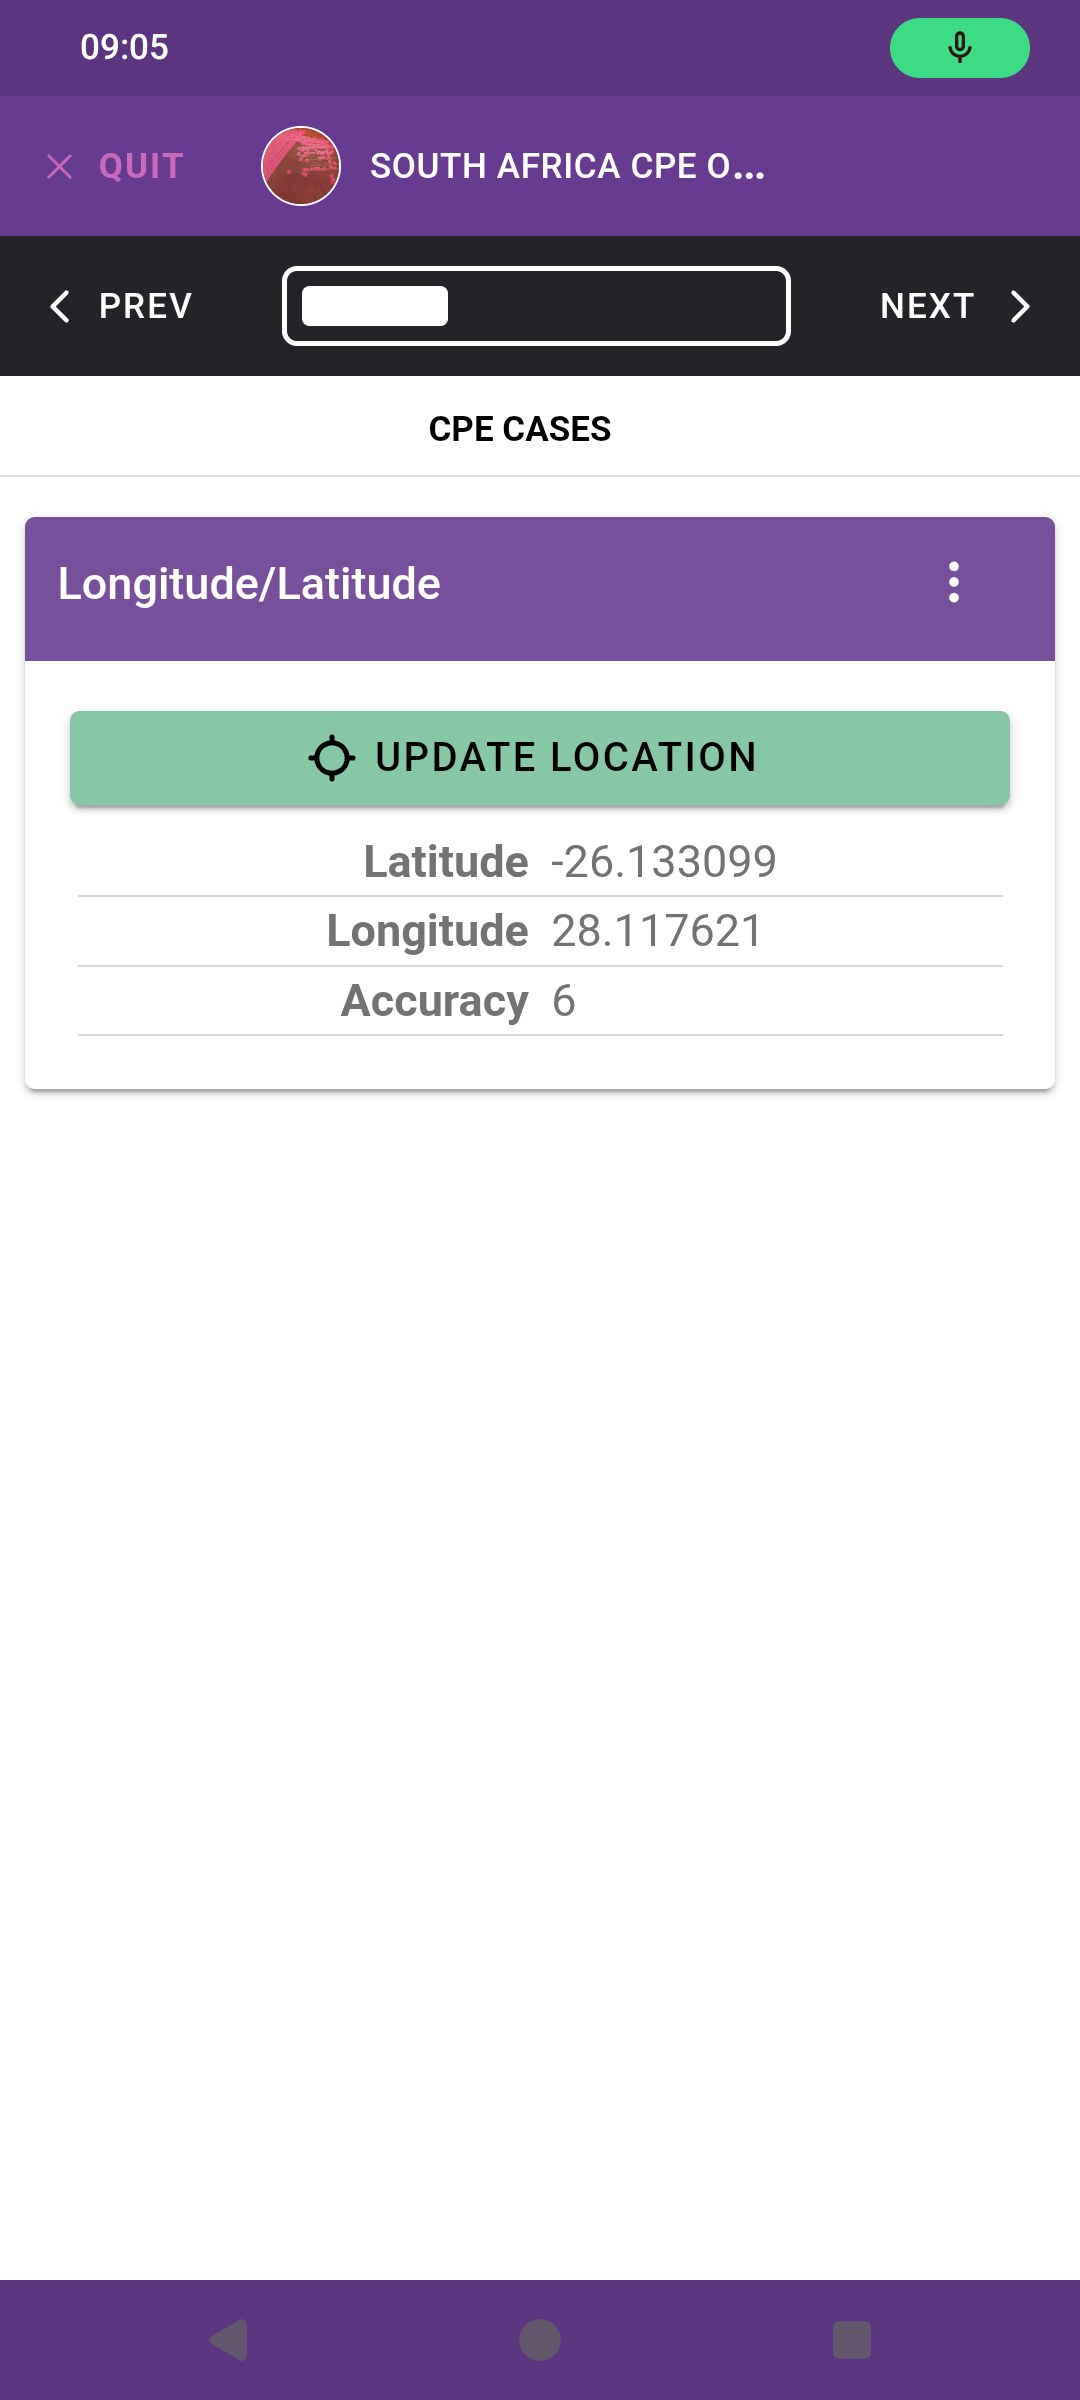 09:05
QUIT
SOUTH AFRICA CPE O...
PREV
NEXT
CPE CASES
Longitude/Latitude
UPDATE LOCATION
Latitude -26.133099
Longitude 28.117621
Accuracy 6